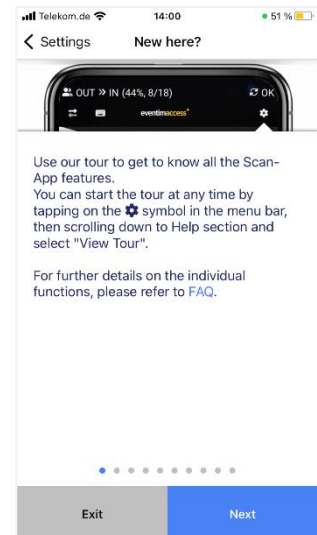 Telekom.de 14:00 51 %
Settings New here?
OUT » IN (44%, 8/18) OK
eventimaccess
Use our tour to get to know all the Scan-
App features.
You can start the tour at any time by
tapping on the symbol in the menu bar,
then scrolling down to Help section and
select "View Tour".
For further details on the individual
functions, please refer to FAQ.
Exit Next